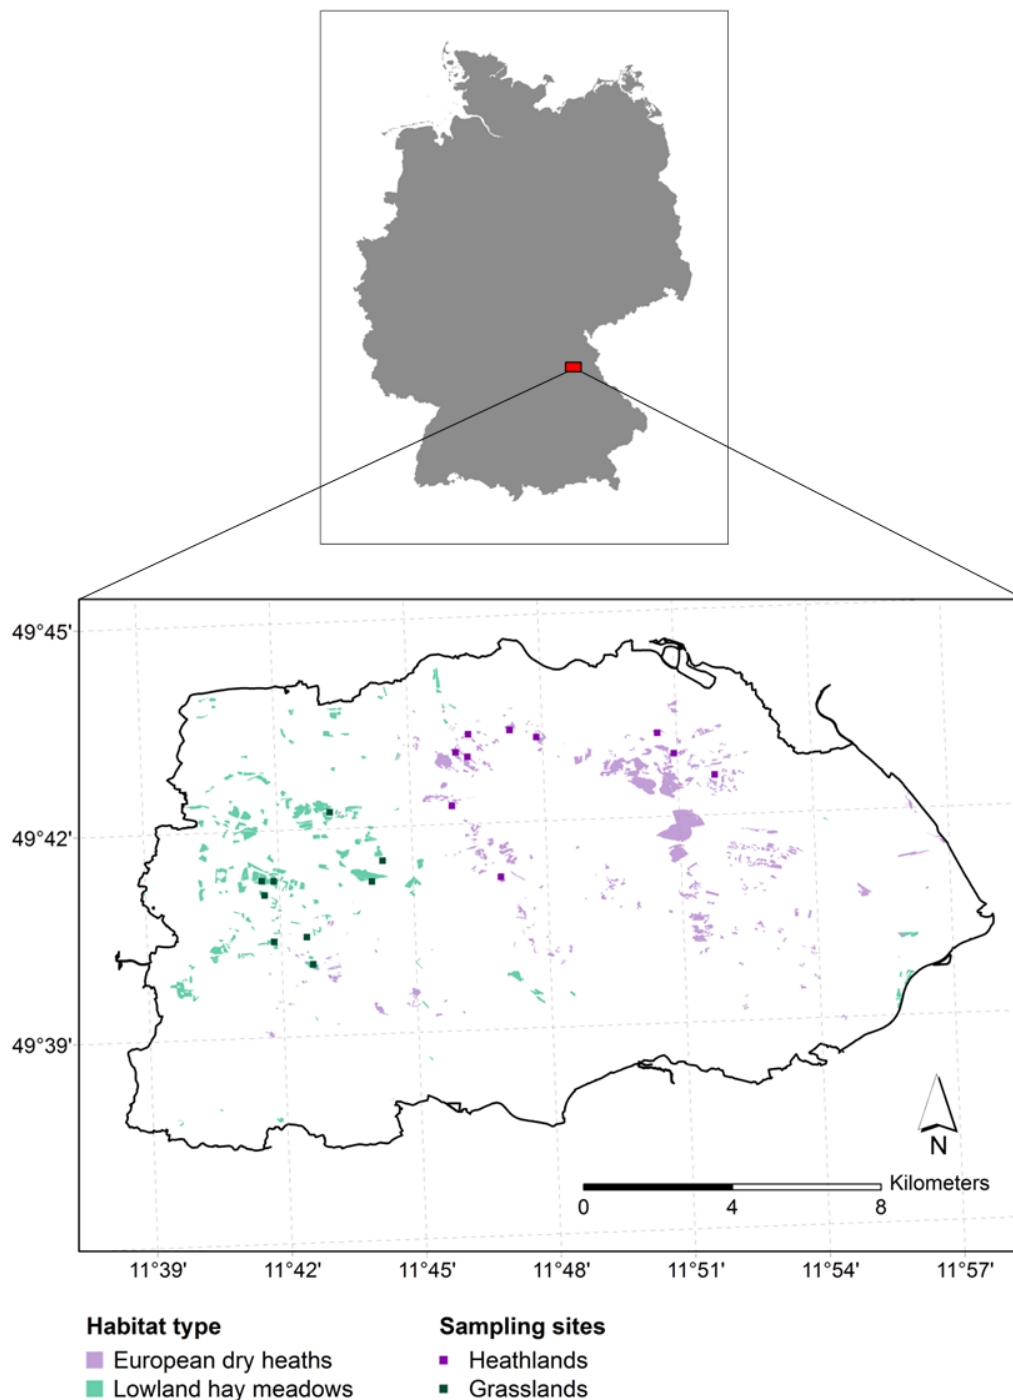 49°45'
49°42'
49°39'
N
Kilometers
0 4 8
11°39' 11°42' 11°45' 11°48' 11°51' 11°54' 11°57'
Habitat type
European dry heaths
Lowland hay meadows
Sampling sites
Heathlands
Grasslands